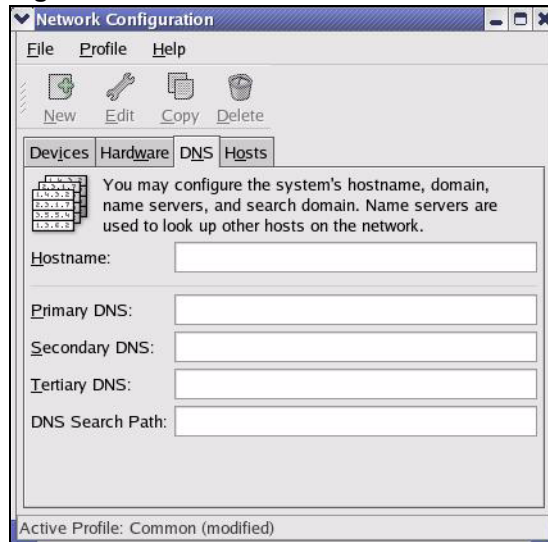 Network Configuration
File Profile Help
New Edit Copy Delete
Devices Hardware DNS Hosts
You may configure the system's hostname, domain,
name servers, and search domain. Name servers are
used to look up other hosts on the network.
Hostname:
Primary DNS:
Secondary DNS:
Tertiary DNS:
DNS Search Path:
Active Profile: Common (modified)